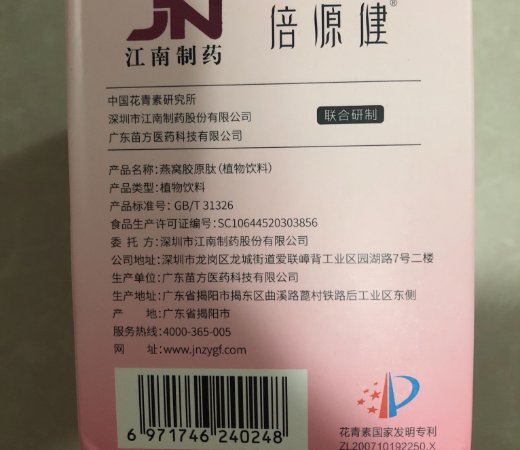 JN 倍源健®
江南制药
中国花青素研究所
深圳市江南制药股份有限公司
广东苗方医药科技有限公司
联合研制
产品名称:燕窝胶原肽(植物饮料)
产品类型:植物饮料
产品标准号:GB/T 31326
食品生产许可证编号:SC10644520303856
委托方:深圳市江南制药股份有限公司
公司地址:深圳市龙岗区龙城街道爱联嶂背工业区园湖路7号二楼
生产单位:广东苗方医药科技有限公司
生产地址:广东省揭阳市揭东区曲溪路蓖村铁路后工业区东侧
产 地:广东省揭阳市
服务热线:4000-365-005
网 址:www.jnzygf.com
6 971746 240248
花青素国家发明专利
ZL200710192250.X